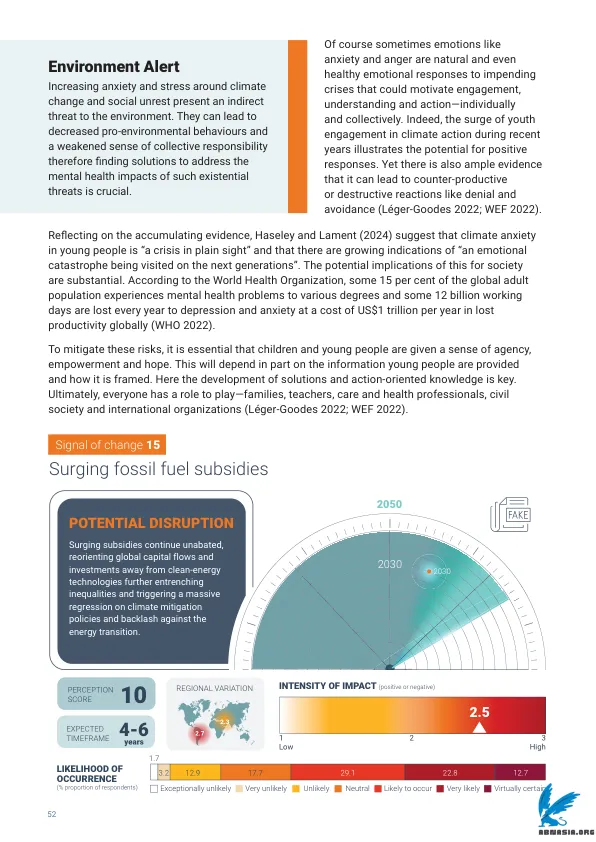 Environment Alert
Increasing anxiety and stress around climate
change and social unrest present an indirect
threat to the environment. They can lead to
decreased pro-environmental behaviours and
a weakened sense of collective responsibility
therefore finding solutions to address the
mental health impacts of such existential
threats is crucial.
Of course sometimes emotions like
anxiety and anger are natural and even
healthy emotional responses to impending
crises that could motivate engagement,
understanding and action—individually
and collectively. Indeed, the surge of youth
engagement in climate action during recent
years illustrates the potential for positive
responses. Yet there is also ample evidence
that it can lead to counter-productive
or destructive reactions like denial and
avoidance (Léger-Goodes 2022; WEF 2022).
Reflecting on the accumulating evidence, Haseley and Lament (2024) suggest that climate anxiety
in young people is “a crisis in plain sight” and that there are growing indications of “an emotional
catastrophe being visited on the next generations”. The potential implications of this for society
are substantial. According to the World Health Organization, some 15 per cent of the global adult
population experiences mental health problems to various degrees and some 12 billion working
days are lost every year to depression and anxiety at a cost of US$1 trillion per year in lost
productivity globally (WHO 2022).
To mitigate these risks, it is essential that children and young people are given a sense of agency,
empowerment and hope. This will depend in part on the information young people are provided
and how it is framed. Here the development of solutions and action-oriented knowledge is key.
Ultimately, everyone has a role to play—families, teachers, care and health professionals, civil
society and international organizations (Léger-Goodes 2022; WEF 2022).
Signal of change 15
Surging fossil fuel subsidies
POTENTIAL DISRUPTION
Surging subsidies continue unabated,
reorienting global capital flows and
investments away from clean-energy
technologies further entrenching
inequalities and triggering a massive
regression on climate mitigation
policies and backlash against the
energy transition.
2050
2030
2030
FAKE
PERCEPTION
SCORE
10
EXPECTED
TIMEFRAME
4-6
years
REGIONAL VARIATION
2.3
2.7
INTENSITY OF IMPACT (positive or negative)
2.5
1 2 3
Low High
LIKELIHOOD OF
OCCURRENCE
(% proportion of respondents)
1.7
3.2 12.9 17.7 29.1 22.8 12.7
Exceptionally unlikely Very unlikely Unlikely Neutral Likely to occur Very likely Virtually certain
52
ABNASIA.ORG